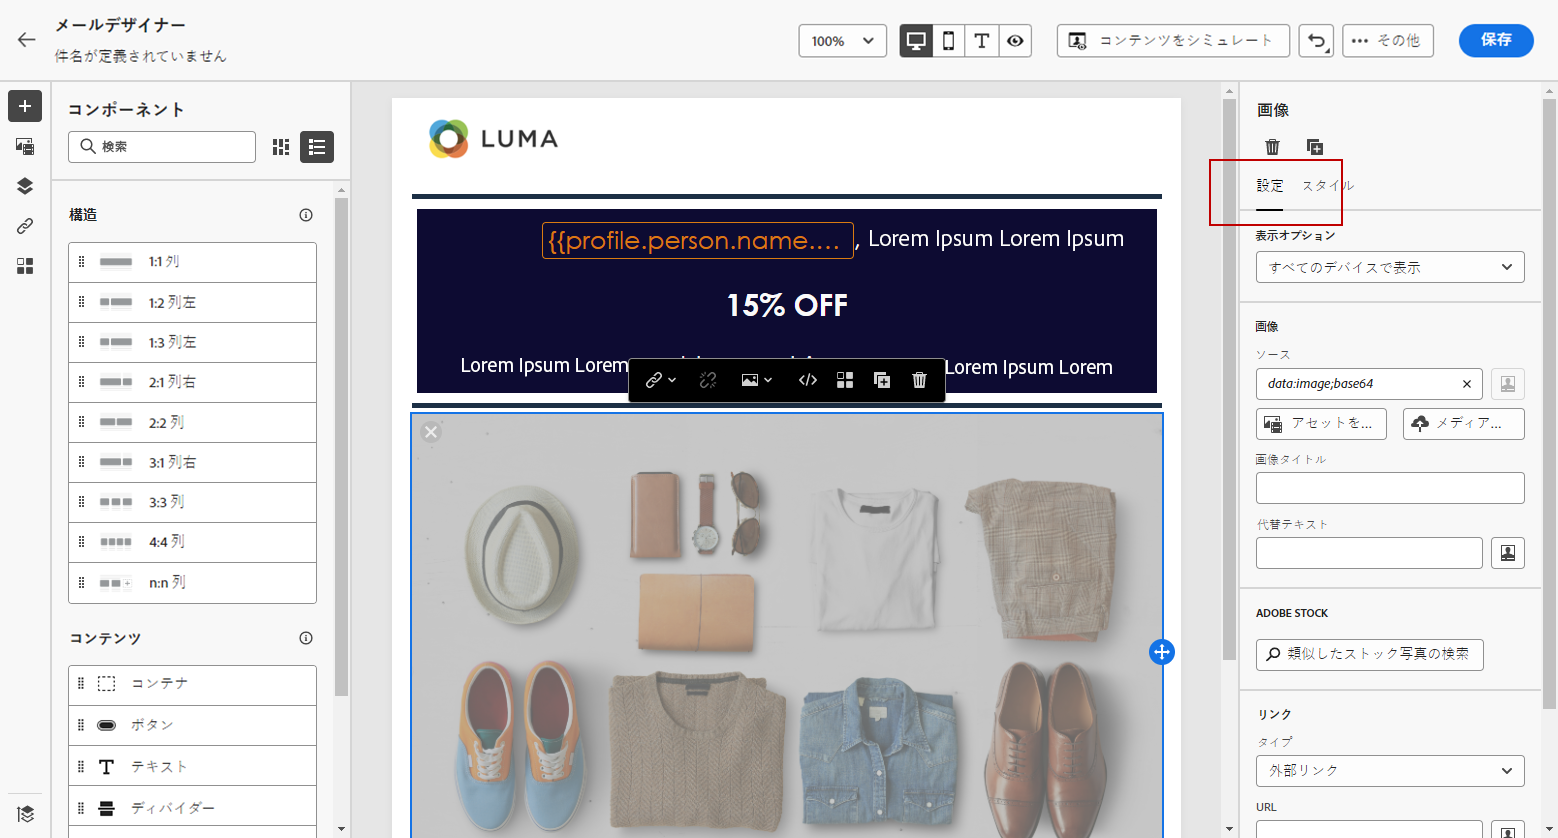 メールデザイナー
件名が定義されていません
100%
コンテンツをシミュレート
その他
保存
コンポーネント
検索
構造
1:1 列
1:2 列左
1:3 列左
2:1 列右
2:2 列
3:1 列右
3:3 列
4:4 列
n:n 列
コンテンツ
コンテナ
ボタン
テキスト
ディバイダー
LUMA
{{profile.person.name.... , Lorem Ipsum Lorem Ipsum
15% OFF
Lorem Ipsum Lorem
Lorem Ipsum Lorem
画像
設定 スタイル
表示オプション
すべてのデバイスで表示
画像
ソース
data:image;base64
アセットを...
メディア...
画像タイトル
代替テキスト
ADOBE STOCK
類似したストック写真の検索
リンク
タイプ
外部リンク
URL